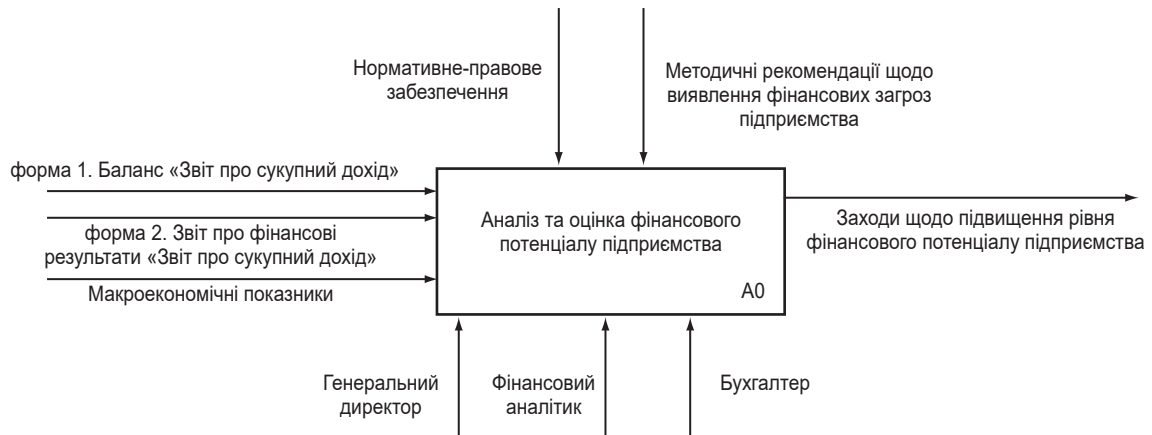 Нормативне-правове
забезпечення
Методичні рекомендації щодо
виявлення фінансових загроз
підприємства
форма 1. Баланс «Звіт про сукупний дохід»
форма 2. Звіт про фінансові
результати «Звіт про сукупний дохід»
Макроекономічні показники
Аналіз та оцінка фінансового
потенціалу підприємства
А0
Заходи щодо підвищення рівня
фінансового потенціалу підприємства
Генеральний
директор
Фінансовий
аналітик
Бухгалтер